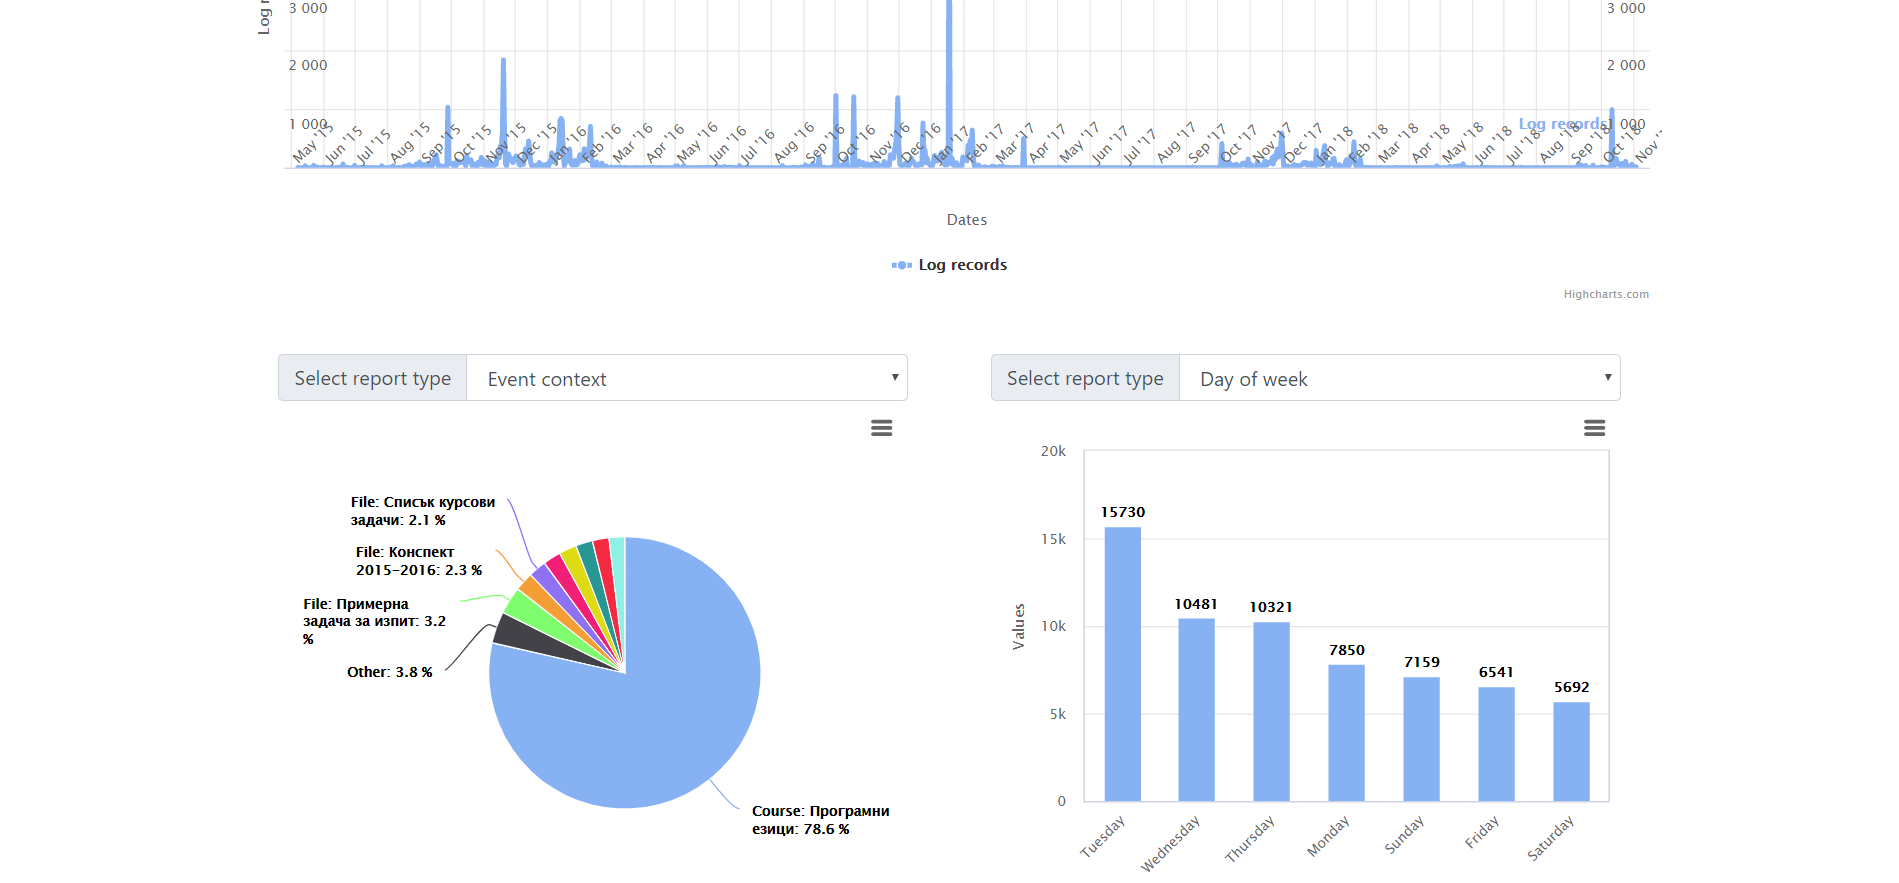 3 000
3 000
Log r
2 000
2 000
1 000
Log records
1 000
May '15 Jun '15 Jul '15 Aug '15 Sep '15 Oct '15 Nov '15 Dec '15 Jan '16 Feb '16 Mar '16 Apr '16 May '16 Jun '16 Jul '16 Aug '16 Sep '16 Oct '16 Nov '16 Dec '16 Jan '17 Feb '17 Mar '17 Apr '17 May '17 Jun '17 Jul '17 Aug '17 Sep '17 Oct '17 Nov '17 Dec '17 Jan '18 Feb '18 Mar '18 Apr '18 May '18 Jun '18 Jul '18 Aug '18 Sep '18 Oct '18 Nov '
Dates
Log records
Highcharts.com
Select report type
Event context
File: Списък курсови
задачи: 2.1 %
File: Конспект
2015-2016: 2.3 %
File: Примерна
задача за изпит: 3.2
%
Other: 3.8 %
Course: Програмни
езици: 78.6 %
Select report type
Day of week
20k
15k
10k
5k
0
Values
15730
10481
10321
7850
7159
6541
5692
Tuesday
Wednesday
Thursday
Monday
Sunday
Friday
Saturday